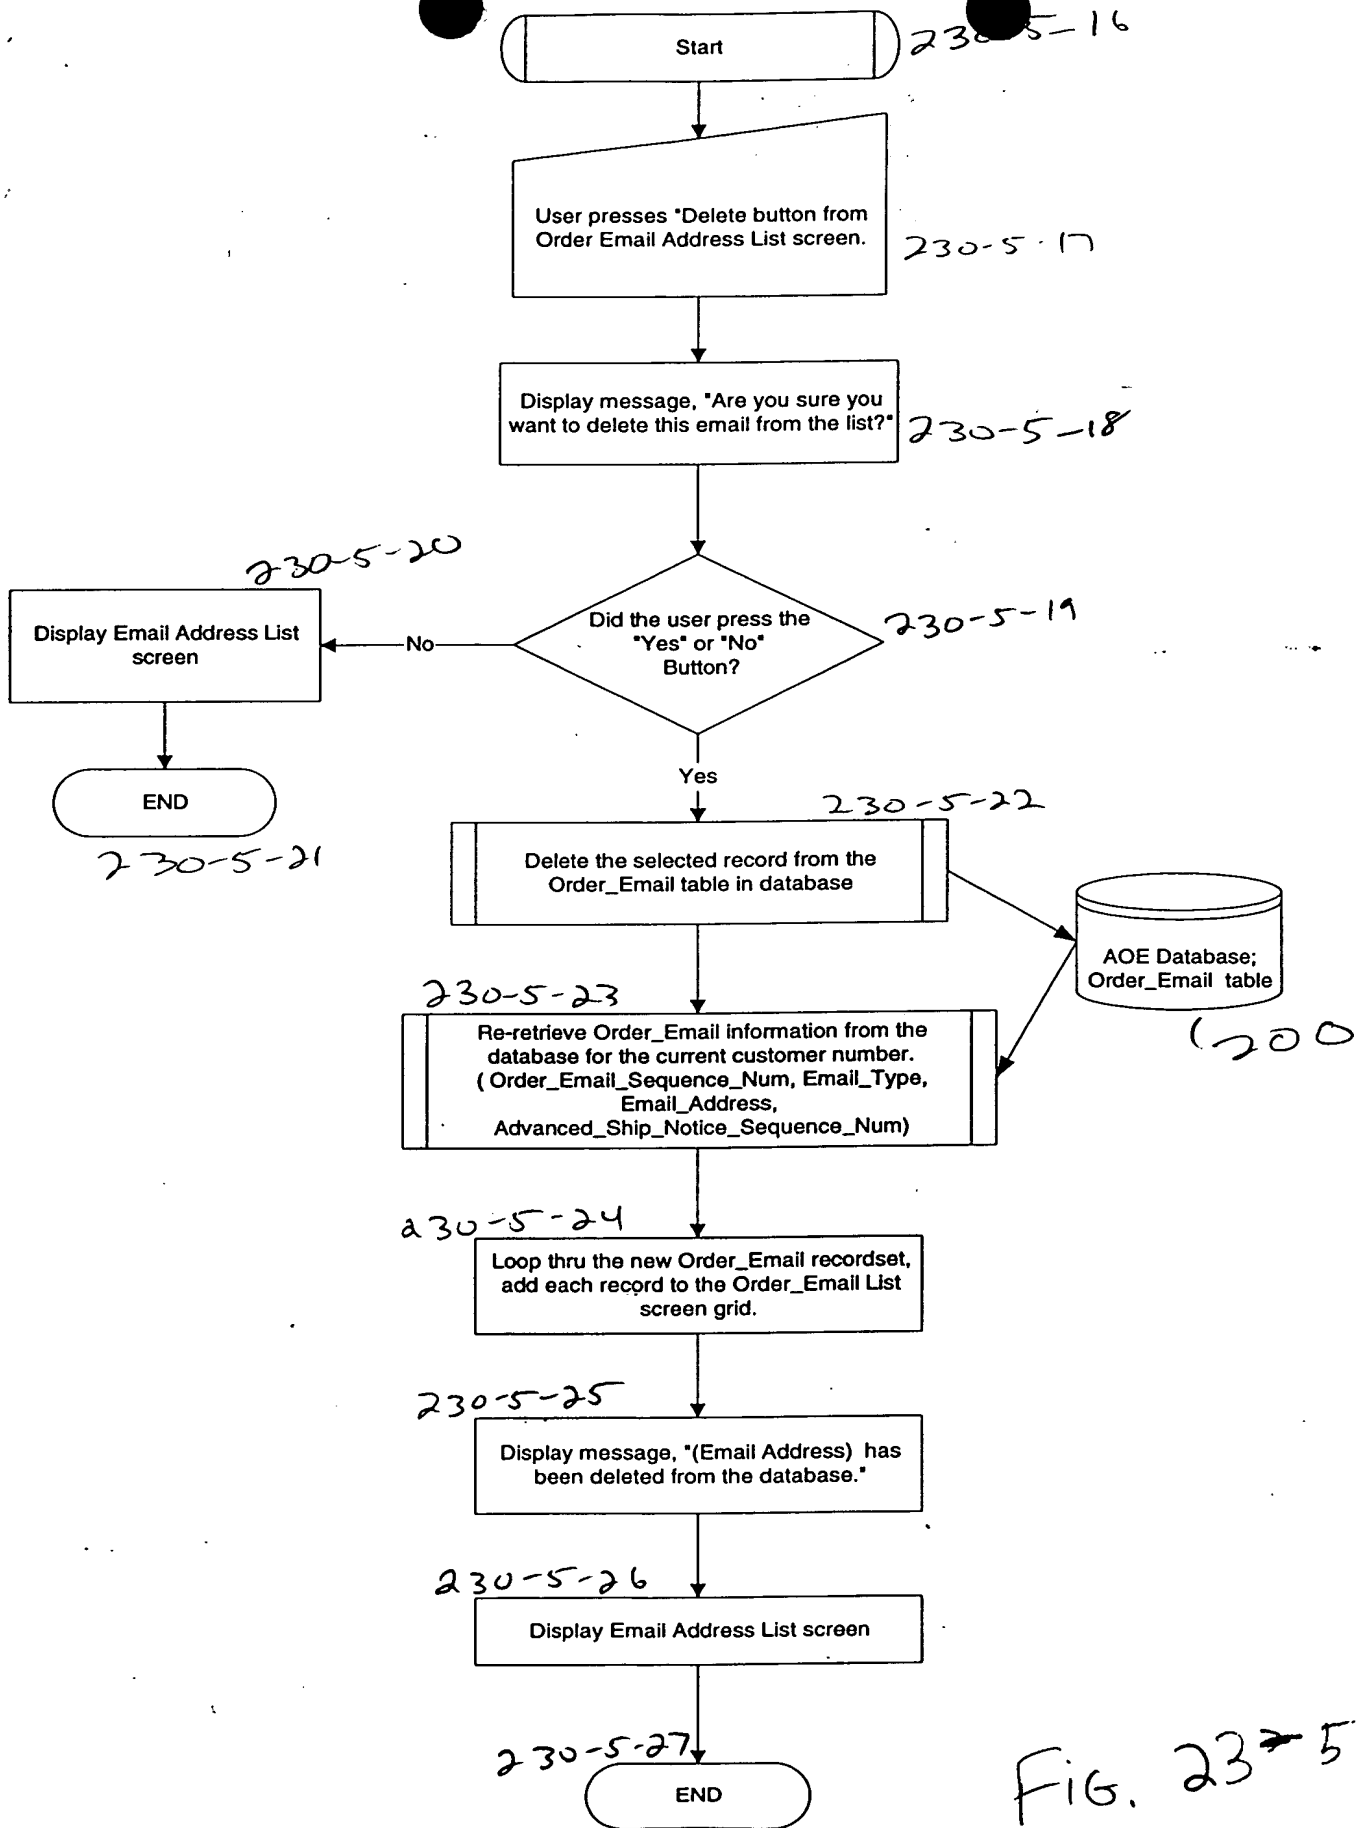 Start
230-5-16
User presses "Delete button from
Order Email Address List screen.
230-5-17
Display message, "Are you sure you
want to delete this email from the list?"
230-5-18
230-5-20
Display Email Address List
screen
No
Did the user press the
"Yes" or "No"
Button?
230-5-19
END
230-5-21
Yes
230-5-22
Delete the selected record from the
Order_Email table in database
AOE Database;
Order_Email table
200
230-5-23
Re-retrieve Order_Email information from the
database for the current customer number.
( Order_Email_Sequence_Num, Email_Type,
Email_Address,
Advanced_Ship_Notice_Sequence_Num)
230-5-24
Loop thru the new Order_Email recordset,
add each record to the Order_Email List
screen grid.
230-5-25
Display message, "(Email Address) has
been deleted from the database."
230-5-26
Display Email Address List screen
230-5-27
END
FIG. 23-5